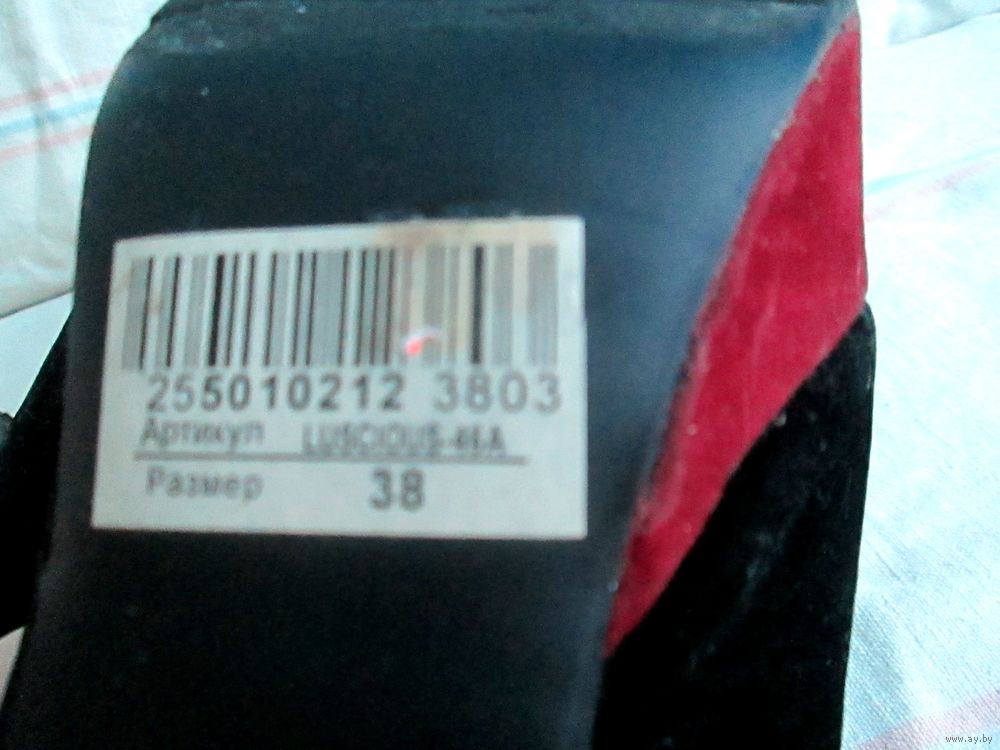 255010212 3803
Артикул LUSCIOUS-46A
Размер 38
www.ay.by